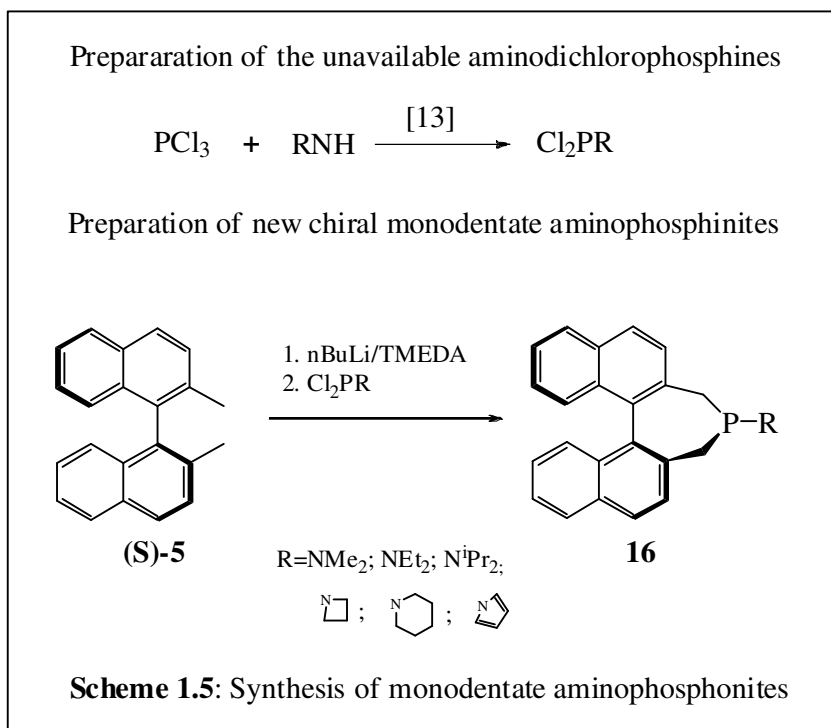 Prepararation of the unavailable aminodichlorophosphines
[13]
PCl₃ + RNH Cl₂PR
Preparation of new chiral monodentate aminophosphinites
1. nBuLi/TMEDA
2. Cl₂PR
P R
(S)-5
16
R=NMe₂; NEt₂; NⁱPr₂;
N ; N ; N
Scheme 1.5: Synthesis of monodentate aminophosphonites